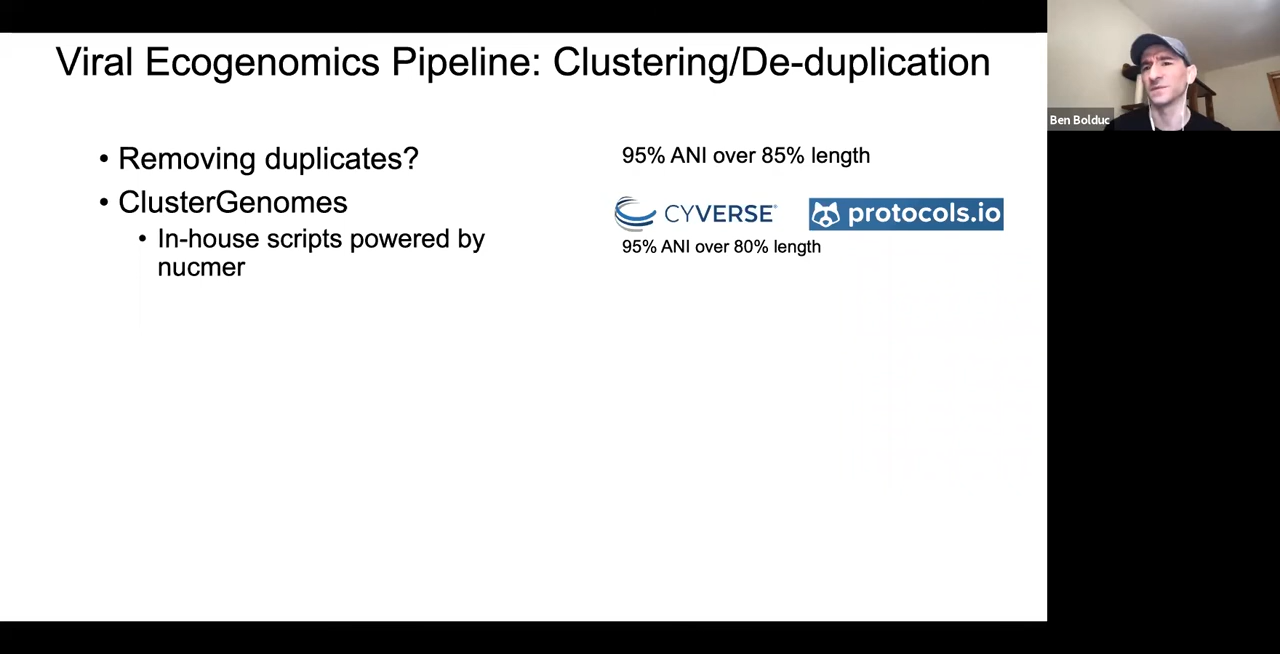 Viral Ecogenomics Pipeline: Clustering/De-duplication
• Removing duplicates?
95% ANI over 85% length
• ClusterGenomes
CYVERSE®
protocols.io
• In-house scripts powered by
nucmer
95% ANI over 80% length
Ben Bolduc